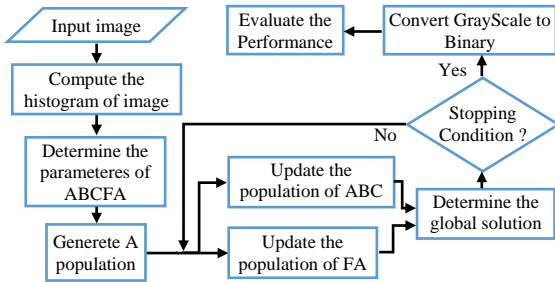 Input image
Compute the
histogram of image
Determine the
parameteres of
ABCFA
Generete A
population
Update the
population of ABC
Update the
population of FA
Determine the
global solution
Stopping
Condition ?
No
Yes
Convert GrayScale to
Binary
Evaluate the
Performance